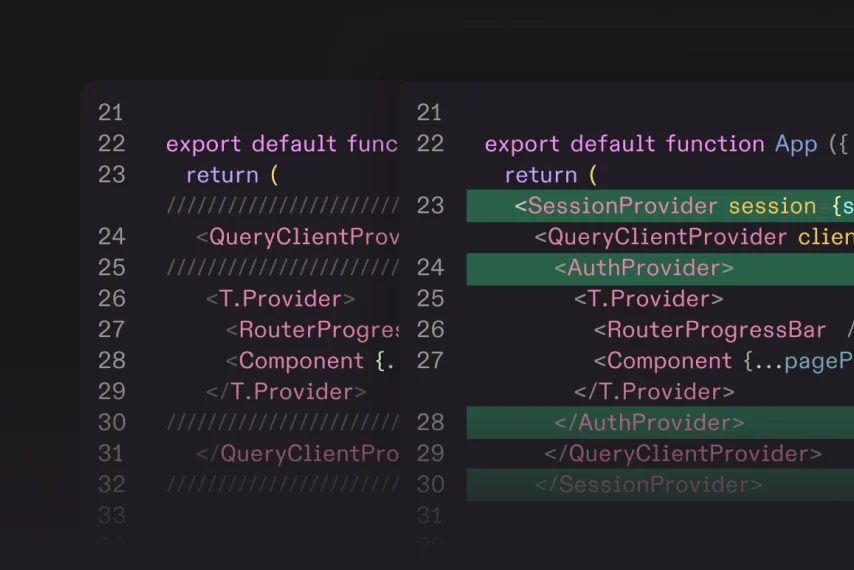 21
22 export default func
23 return (
///////////////////////
24 <QueryClientProv
25 ///////////////////////
26 <T.Provider>
27 <RouterProgres
28 <Component {.
29 </T.Provider>
30 ///////////////////////
31 </QueryClientPro
32 ///////////////////////
33
21
22 export default function App ({
return (
23 <SessionProvider session={s
<QueryClientProvider clien
24 <AuthProvider>
25 <T.Provider>
26 <RouterProgressBar /
27 <Component {...pageP
</T.Provider>
28 </AuthProvider>
29 </QueryClientProvider>
30 </SessionProvider>
31